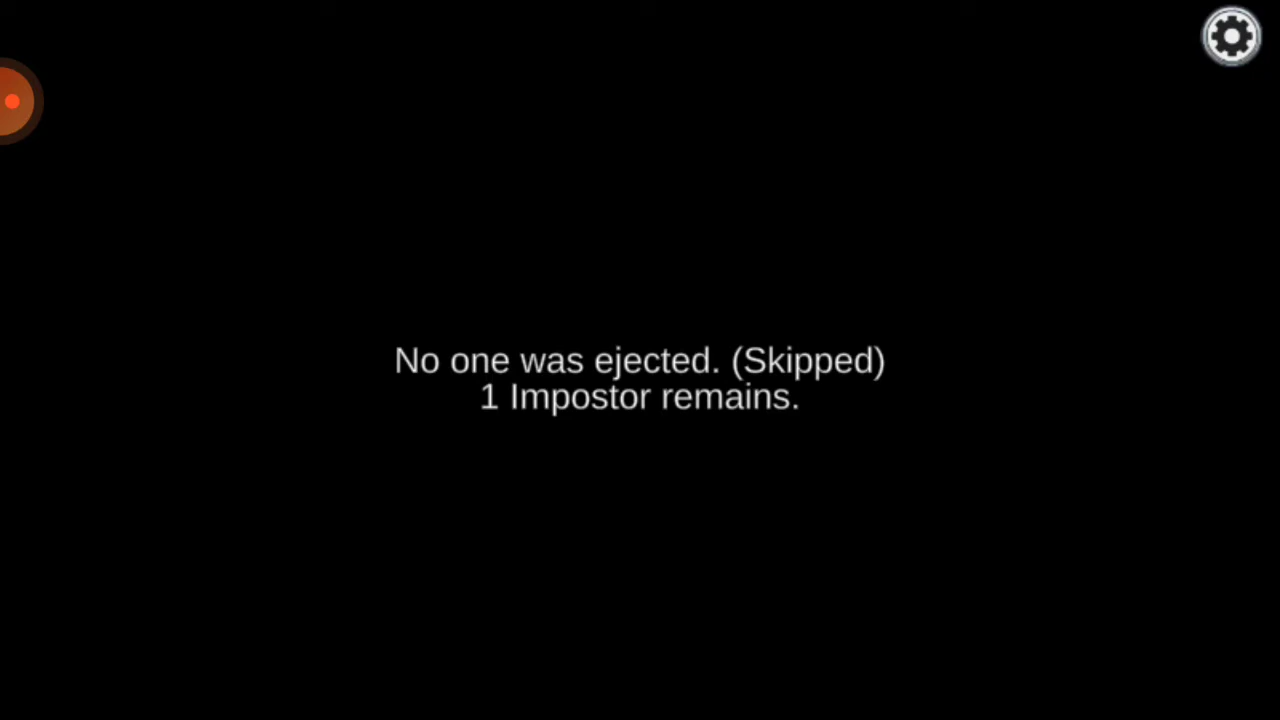 No one was ejected. (Skipped)
1 Impostor remains.